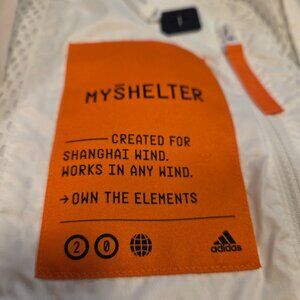 MYSHELTER
CREATED FOR
SHANGHAI WIND.
WORKS IN ANY WIND.
→OWN THE ELEMENTS
2 0
adidas